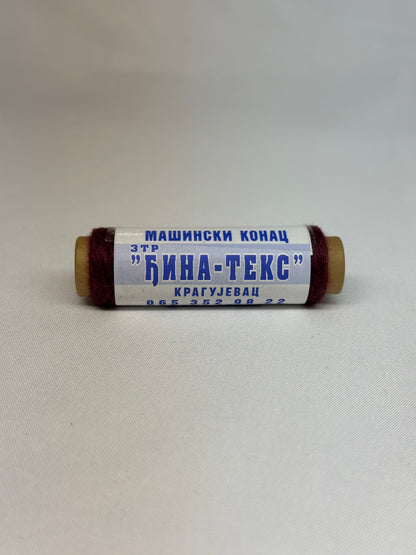 МАШИНСКИ КОНАЦ
ЗТР
"ЂИНА-ТЕКС"
КРАГУЈЕВАЦ
065 352 98 22